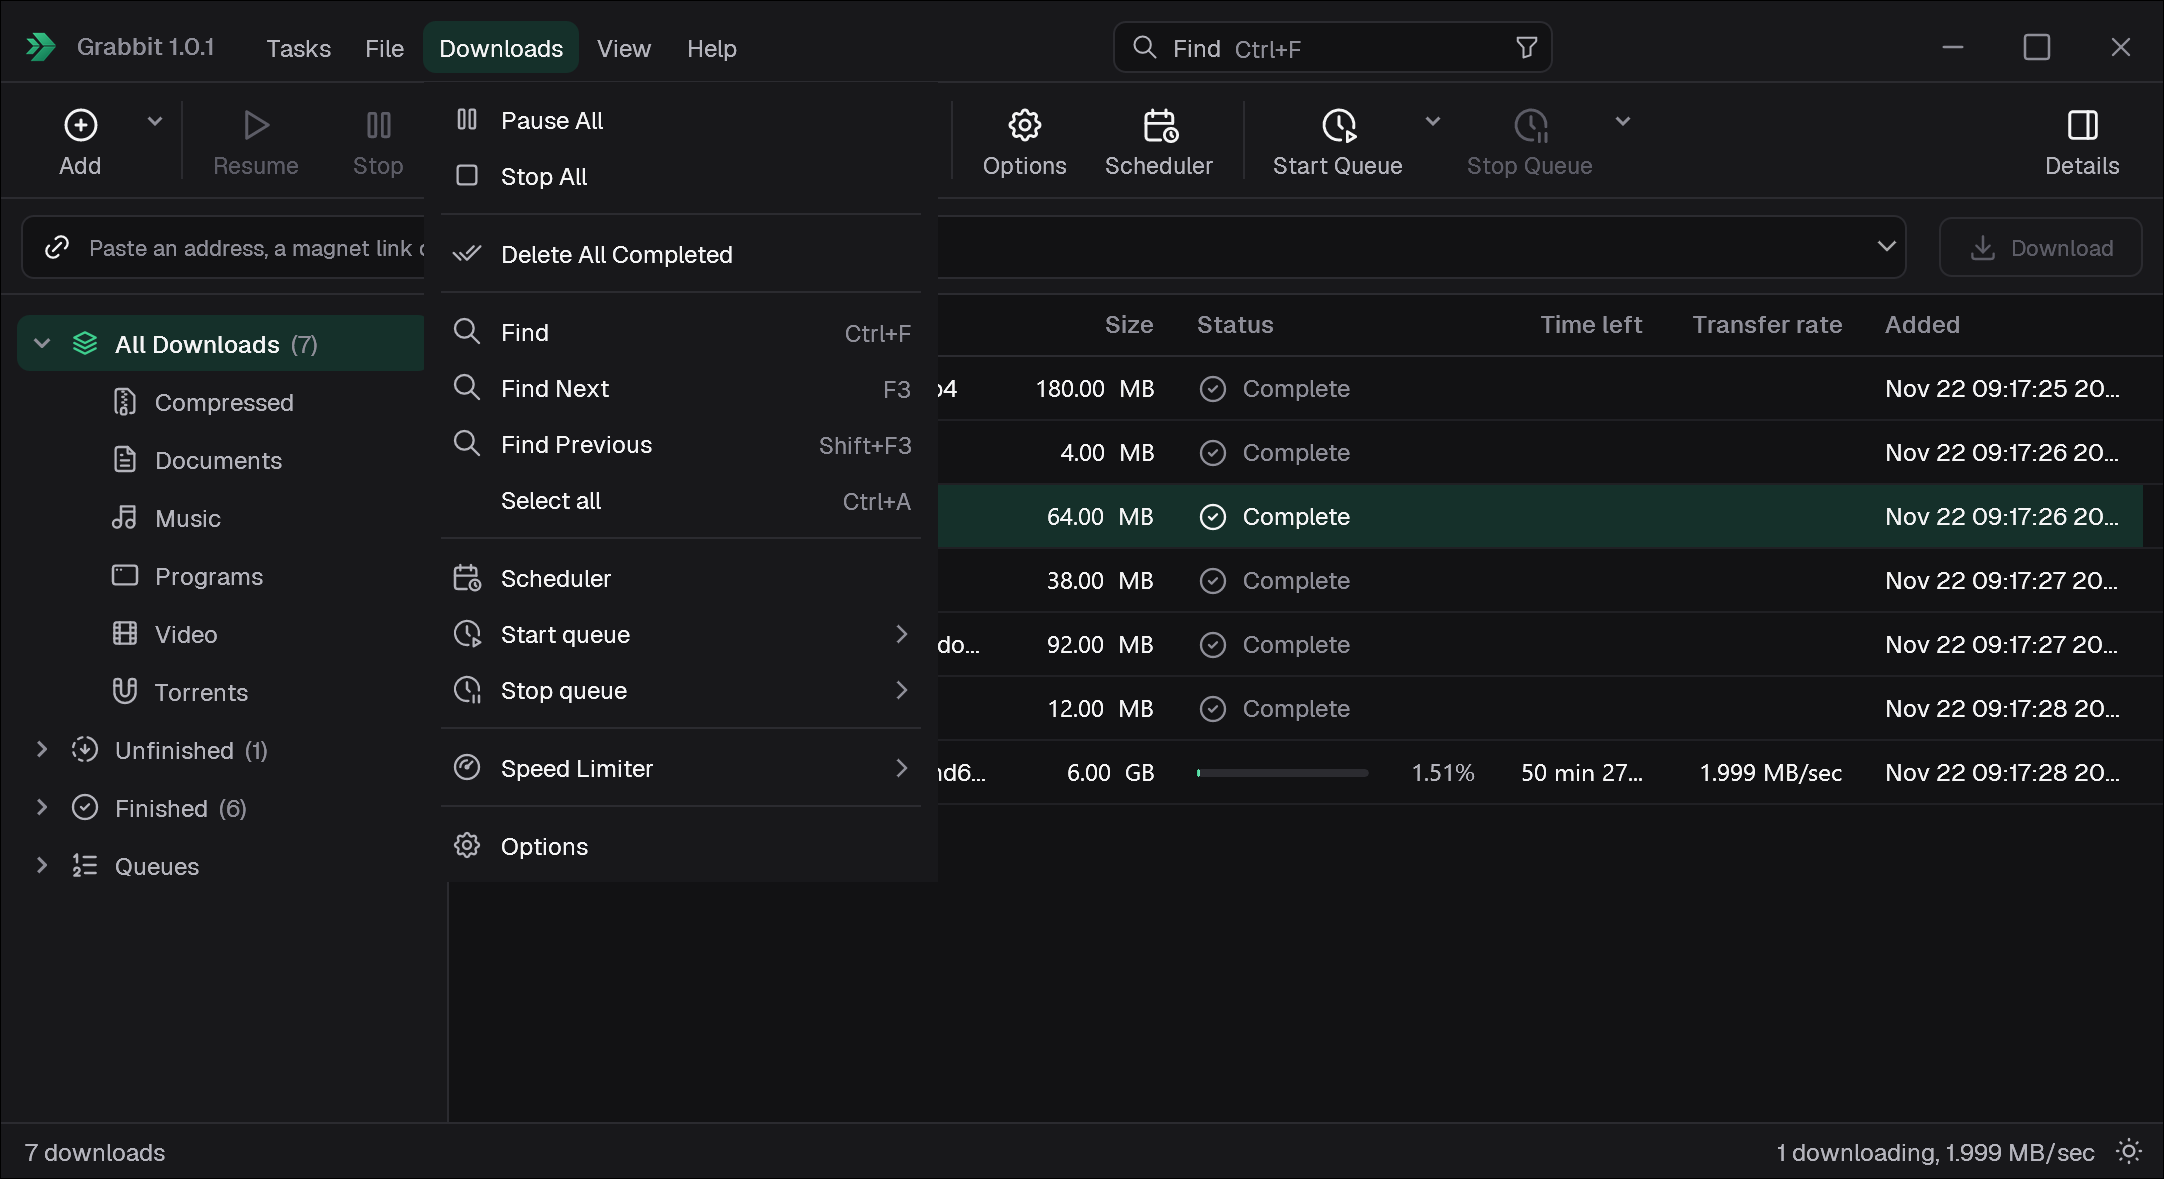 Grabbit 1.0.1 Tasks File Downloads View Help Find Ctrl+F
Add Resume Stop Options Scheduler Start Queue Stop Queue Details
Paste an address, a magnet link
Download
Pause All
Stop All
Delete All Completed
Find Ctrl+F
Find Next F3
Find Previous Shift+F3
Select all Ctrl+A
Scheduler
Start queue
Stop queue
Speed Limiter
Options
All Downloads (7)
Compressed
Documents
Music
Programs
Video
Torrents
Unfinished (1)
Finished (6)
Queues
Size Status Time left Transfer rate Added
180.00 MB Complete Nov 22 09:17:25 20...
4.00 MB Complete Nov 22 09:17:26 20...
64.00 MB Complete Nov 22 09:17:26 20...
38.00 MB Complete Nov 22 09:17:27 20...
do... 92.00 MB Complete Nov 22 09:17:27 20...
12.00 MB Complete Nov 22 09:17:28 20...
6.00 GB 1.51% 50 min 27... 1.999 MB/sec Nov 22 09:17:28 20...
7 downloads
1 downloading, 1.999 MB/sec